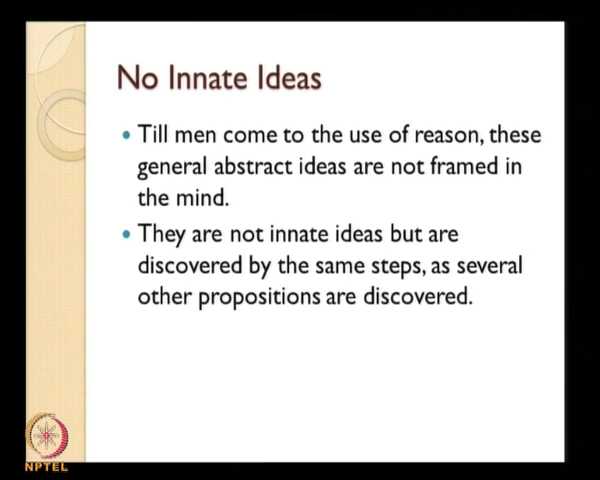 No Innate Ideas
• Till men come to the use of reason, these
general abstract ideas are not framed in
the mind.
• They are not innate ideas but are
discovered by the same steps, as several
other propositions are discovered.
NPTEL